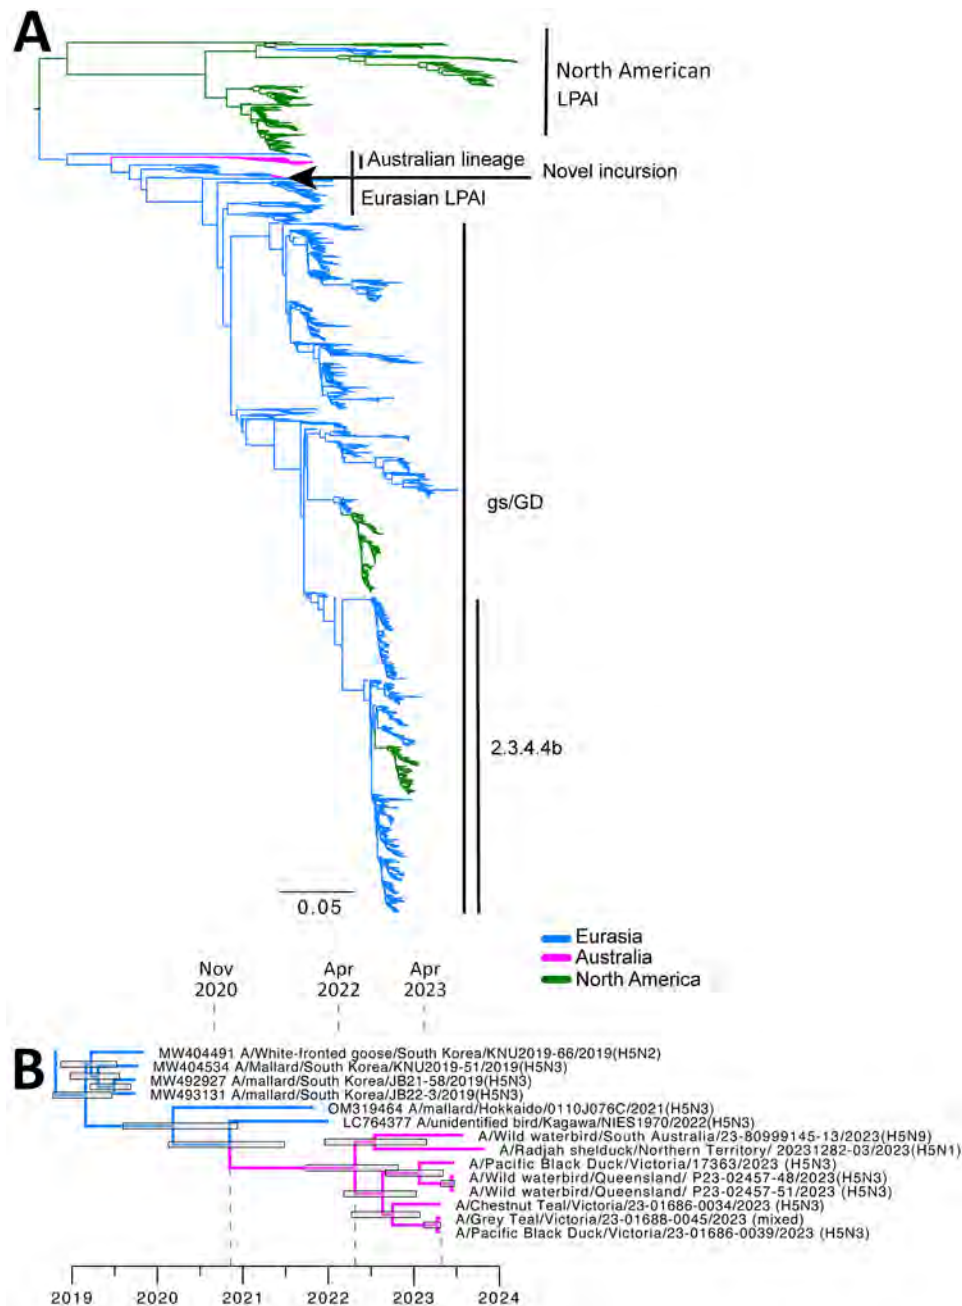 A
North American
LPAI
Australian lineage
Novel incursion
Eurasian LPAI
gs/GD
2.3.4.4b
0.05
Eurasia
Australia
North America
Nov
2020
Apr
2022
Apr
2023
B
MW404491 A/White-fronted goose/South Korea/KNU2019-66/2019(H5N2)
MW404534 A/Mallard/South Korea/KNU2019-51/2019(H5N3)
MW492927 A/mallard/South Korea/JB21-58/2019(H5N3)
MW493131 A/mallard/South Korea/JB22-3/2019(H5N3)
OM319464 A/mallard/Hokkaido/0110J076C/2021(H5N3)
LC764377 A/unidentified bird/Kagawa/NIES1970/2022(H5N3)
A/Wild waterbird/South Australia/23-80999145-13/2023(H5N9)
A/Radjah shelduck/Northern Territory/ 20231282-03/2023(H5N1)
A/Pacific Black Duck/Victoria/17363/2023 (H5N3)
A/Wild waterbird/Queensland/ P23-02457-48/2023(H5N3)
A/Wild waterbird/Queensland/ P23-02457-51/2023 (H5N3)
A/Chestnut Teal/Victoria/23-01686-0034/2023 (H5N3)
A/Grey Teal/Victoria/23-01688-0045/2023 (mixed)
A/Pacific Black Duck/Victoria/23-01686-0039/2023 (H5N3)
2019 2020 2021 2022 2023 2024